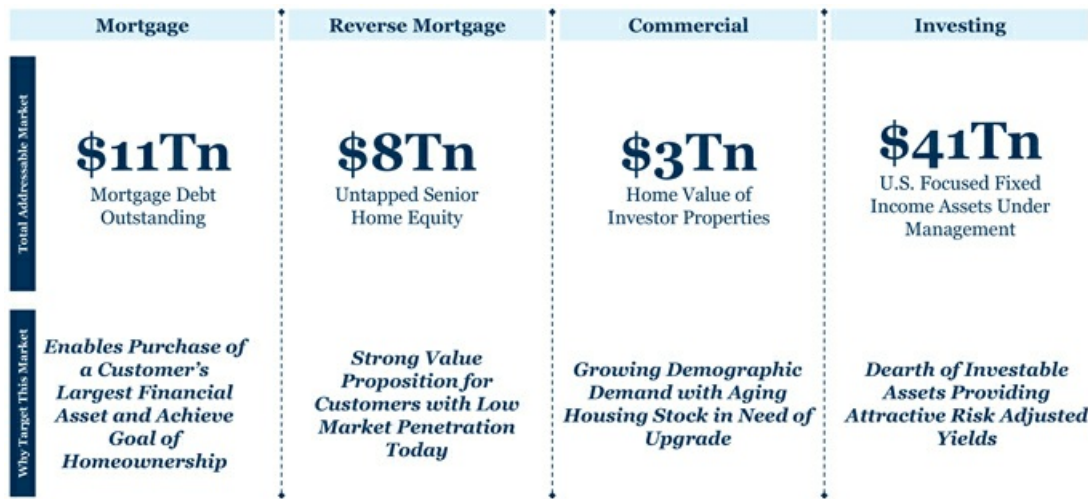 Mortgage
Reverse Mortgage
Commercial
Investing
Total Addressable Market
$11Tn
Mortgage Debt
Outstanding
$8Tn
Untapped Senior
Home Equity
$3Tn
Home Value of
Investor Properties
$41Tn
U.S. Focused Fixed
Income Assets Under
Management
Why Target This Market
Enables Purchase of
a Customer's
Largest Financial
Asset and Achieve
Goal of
Homeownership
Strong Value
Proposition for
Customers with Low
Market Penetration
Today
Growing Demographic
Demand with Aging
Housing Stock in Need of
Upgrade
Dearth of Investable
Assets Providing
Attractive Risk Adjusted
Yields